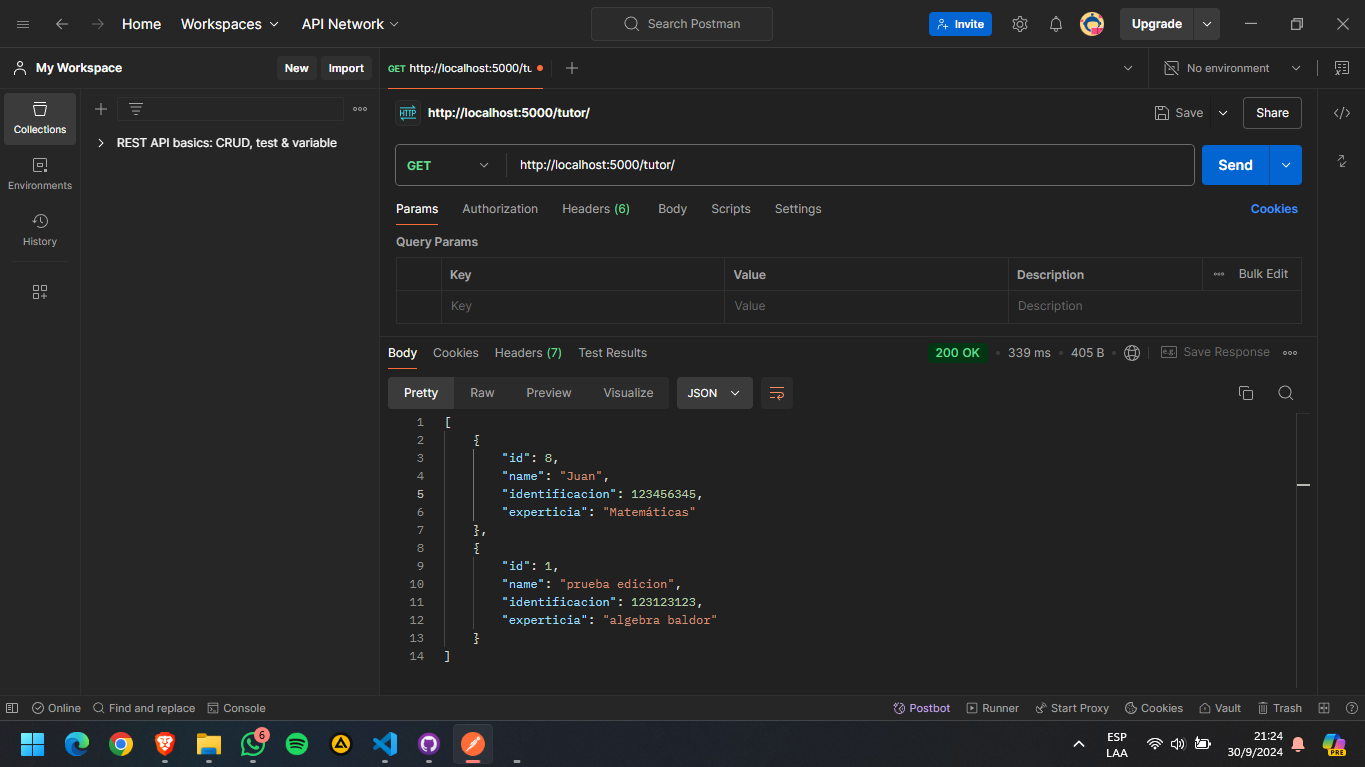 Home Workspaces API Network Search Postman Invite Upgrade
My Workspace New Import GET http://localhost:5000/tu No environment
Collections
Environments
History
REST API basics: CRUD, test & variable
HTTP http://localhost:5000/tutor/ Save Share
GET http://localhost:5000/tutor/ Send
Params Authorization Headers (6) Body Scripts Settings Cookies
Query Params
Key Value Description Bulk Edit
Key Value Description
Body Cookies Headers (7) Test Results 200 OK 339 ms 405 B e.g. Save Response
Pretty Raw Preview Visualize JSON
1 [
2 {
3 "id": 8,
4 "name": "Juan",
5 "identificacion": 123456345,
6 "experticia": "Matemáticas"
7 },
8 {
9 "id": 1,
10 "name": "prueba edicion",
11 "identificacion": 123123123,
12 "experticia": "algebra baldor"
13 }
14 ]
Online Find and replace Console Postbot Runner Start Proxy Cookies Vault Trash
6 ESP 21:24
LAA 30/9/2024 PRE